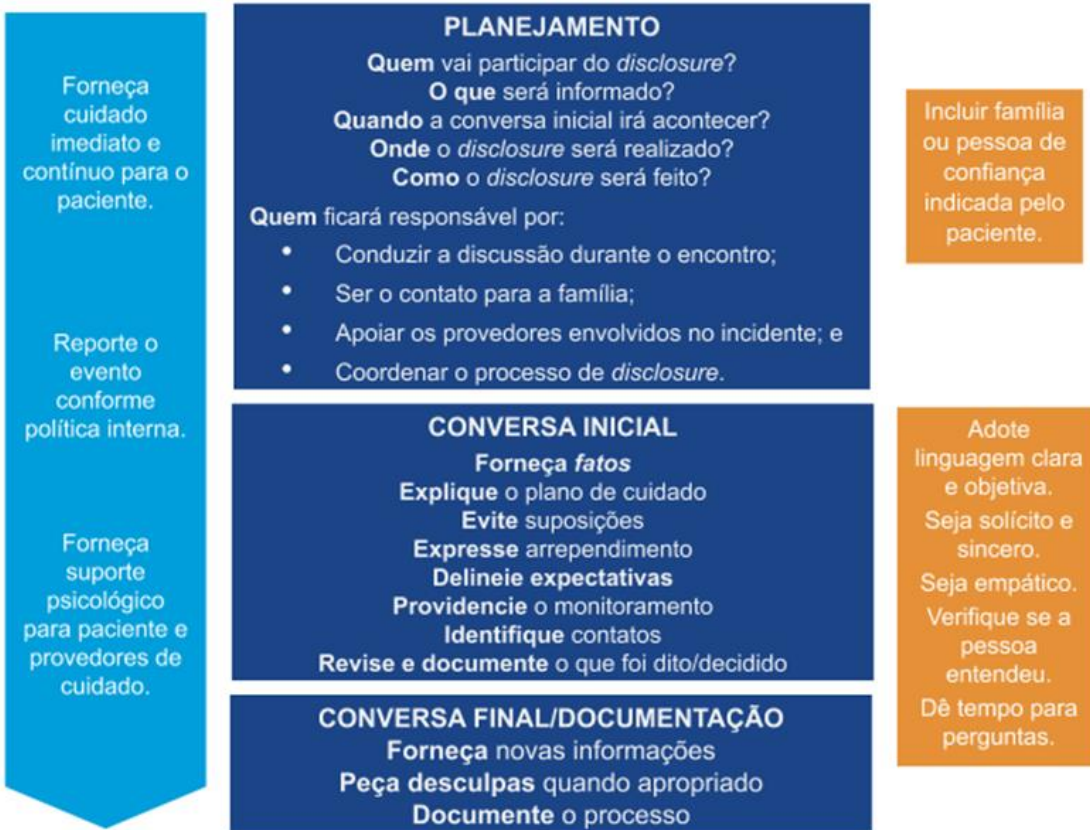 Forneça
cuidado
imediato e
contínuo para o
paciente.
Reporte o
evento
conforme
política interna.
Forneça
suporte
psicológico
para paciente e
provedores de
cuidado.
PLANEJAMENTO
Quem vai participar do disclosure?
O que será informado?
Quando a conversa inicial irá acontecer?
Onde o disclosure será realizado?
Como o disclosure será feito?
Quem ficará responsável por:
• Conduzir a discussão durante o encontro;
• Ser o contato para a família;
• Apoiar os provedores envolvidos no incidente; e
• Coordenar o processo de disclosure.
Incluir família
ou pessoa de
confiança
indicada pelo
paciente.
CONVERSA INICIAL
Forneça fatos
Explique o plano de cuidado
Evite suposições
Expresse arrependimento
Delineie expectativas
Providencie o monitoramento
Identifique contatos
Revise e documente o que foi dito/decidido
Adote
linguagem clara
e objetiva.
Seja solícito e
sincero.
Seja empático.
Verifique se a
pessoa
entendeu.
Dê tempo para
perguntas.
CONVERSA FINAL/DOCUMENTAÇÃO
Forneça novas informações
Peça desculpas quando apropriado
Documente o processo